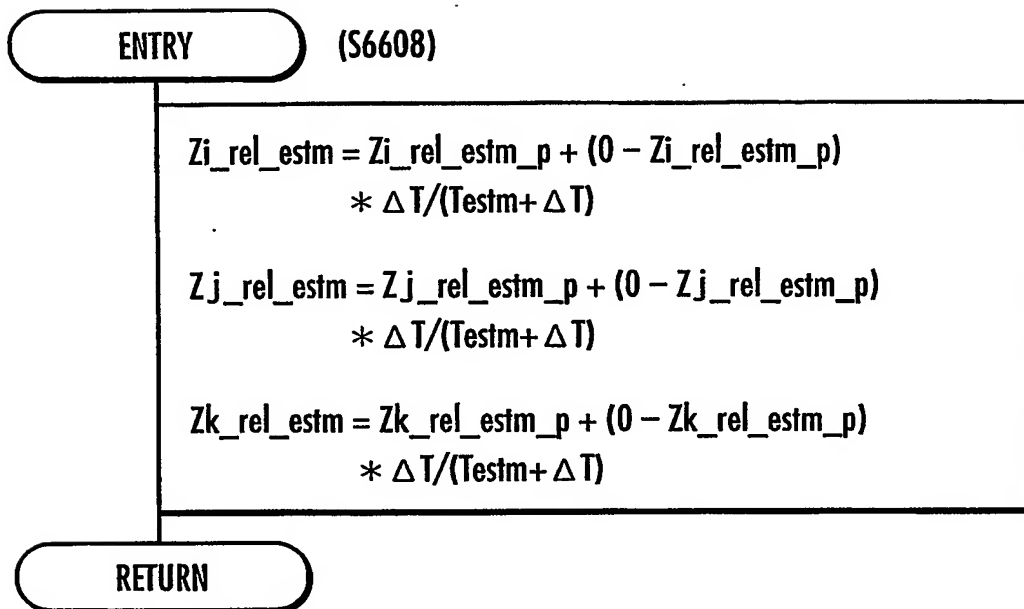 ENTRY (S6608)
Zi_rel_estm = Zi_rel_estm_p + (0 – Zi_rel_estm_p)
* ΔT/(Testm+ ΔT)
Zj_rel_estm = Zj_rel_estm_p + (0 – Zj_rel_estm_p)
* ΔT/(Testm+ ΔT)
Zk_rel_estm = Zk_rel_estm_p + (0 – Zk_rel_estm_p)
* ΔT/(Testm+ ΔT)
RETURN